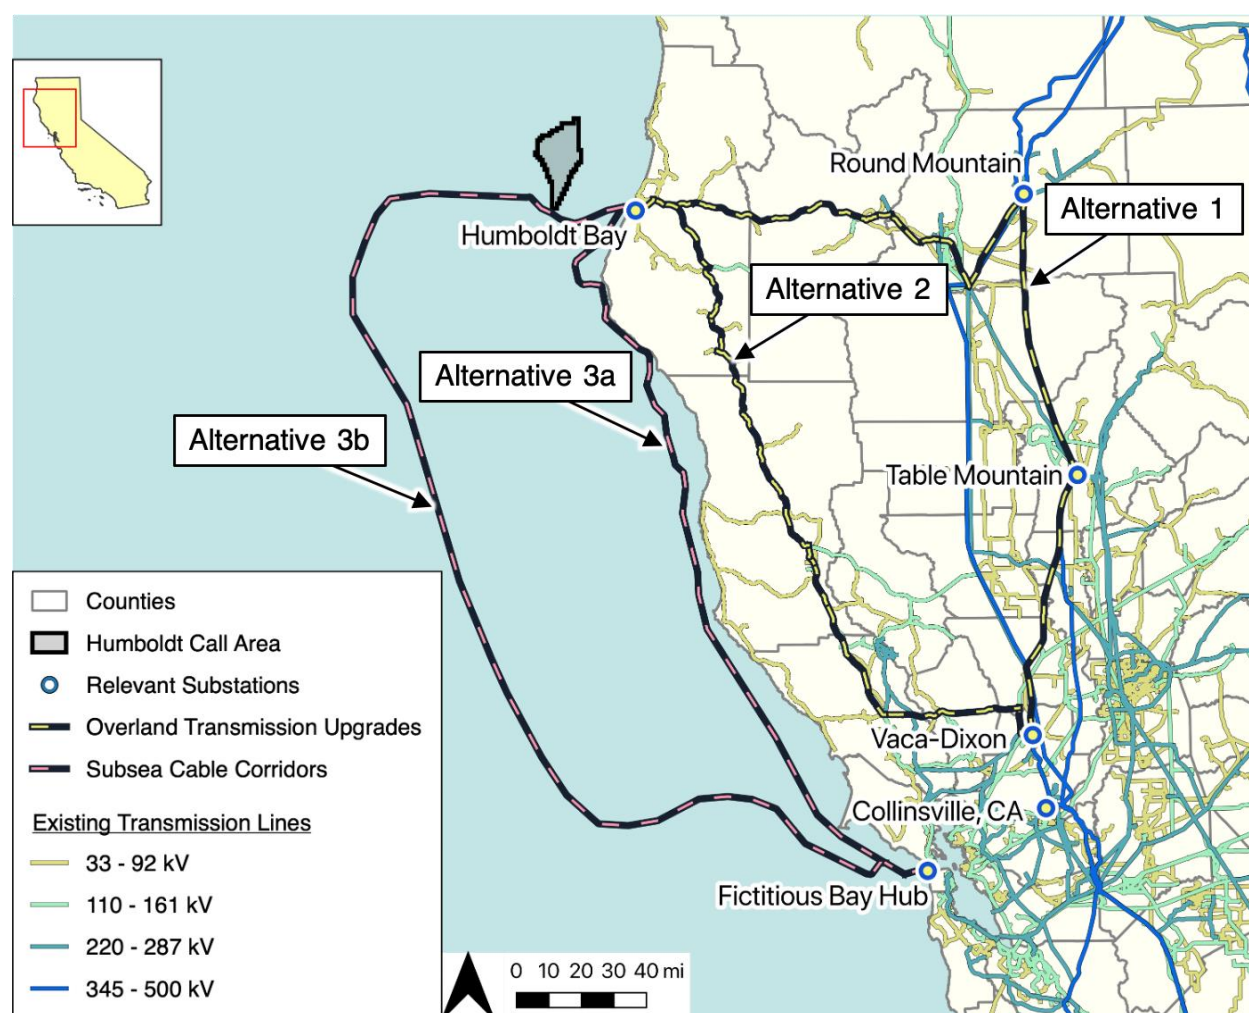 Round Mountain
Alternative 1
Humboldt Bay
Alternative 2
Alternative 3a
Alternative 3b
Table Mountain
Counties
Humboldt Call Area
Relevant Substations
Overland Transmission Upgrades
Subsea Cable Corridors
Existing Transmission Lines
33 - 92 kV
110 - 161 kV
220 - 287 kV
345 - 500 kV
Vaca-Dixon
Collinsville, CA
Fictitious Bay Hub
0 10 20 30 40 mi